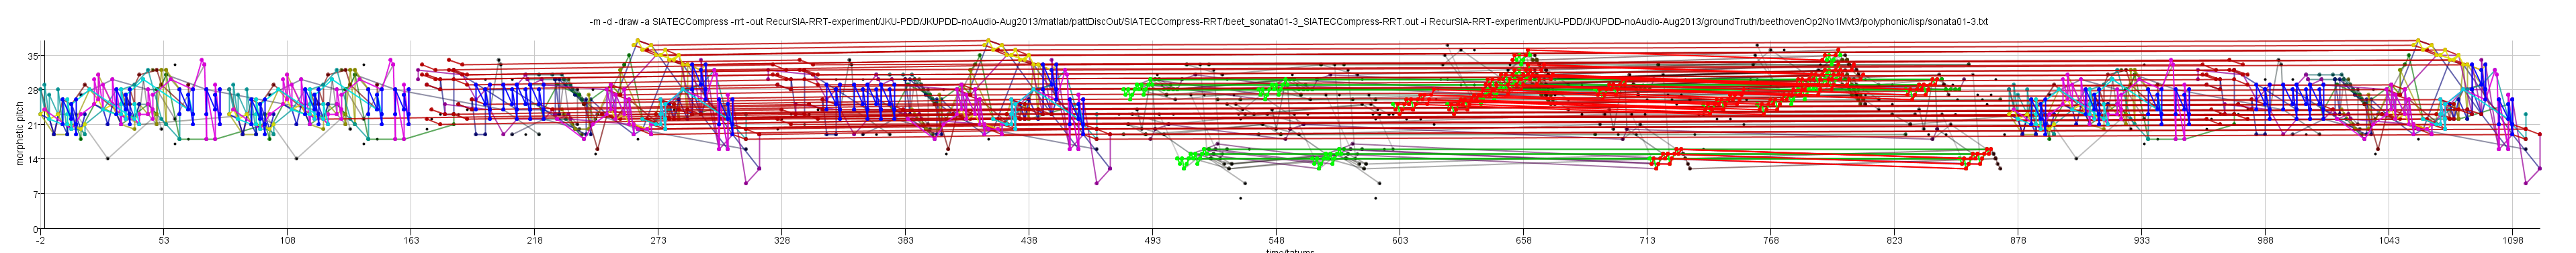 -m -d -draw -a SIATECCompress -rrt -out RecurSIA-RRT-experiment/JKU-PDD/JKUPDD-noAudio-Aug2013/matlab/pattDiscOut/SIATECCompress-RRT/beet_sonata01-3_SIATECCompress-RRT.out -i RecurSIA-RRT-experiment/JKU-PDD/JKUPDD-noAudio-Aug2013/groundTruth/beethovenOp2No1Mvt3/polyphonic/lisp/sonata01-3.txt
morphetic pitch
35
28
21
14
7
0
-2 53 108 163 218 273 328 383 438 493 548 603 658 713 768 823 878 933 988 1043 1098
time/tatums